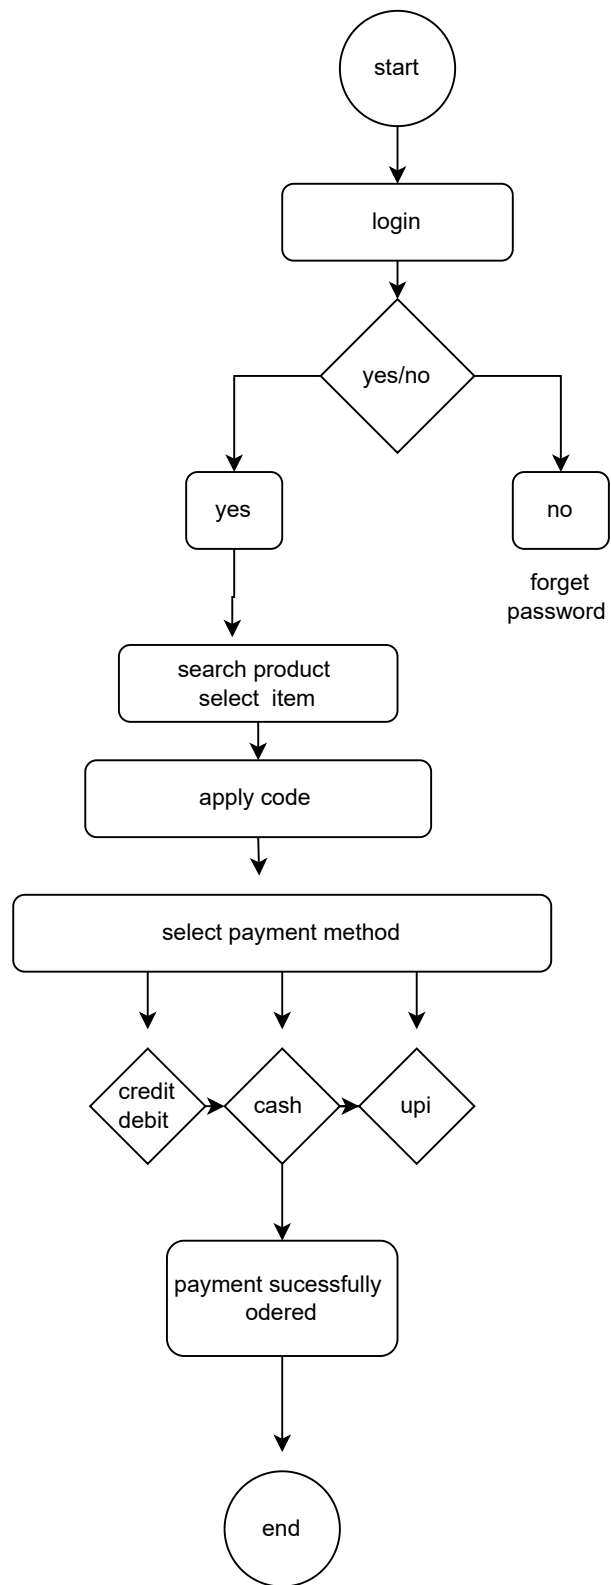 start
login
yes/no
yes
no
forget
password
search product
select  item
apply code
select payment method
credit
debit
cash
upi
payment sucessfully
odered
end